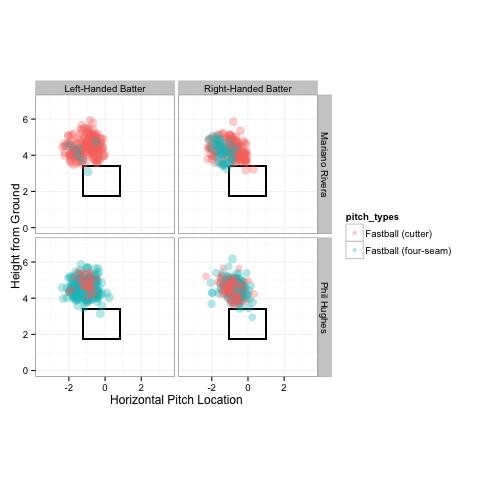 Left-Handed Batter
Right-Handed Batter
6
4
2
0
Mariano Rivera
6
4
2
0
Phil Hughes
-2
0
2
-2
0
2
Height from Ground
Horizontal Pitch Location
pitch_types
Fastball (cutter)
Fastball (four-seam)